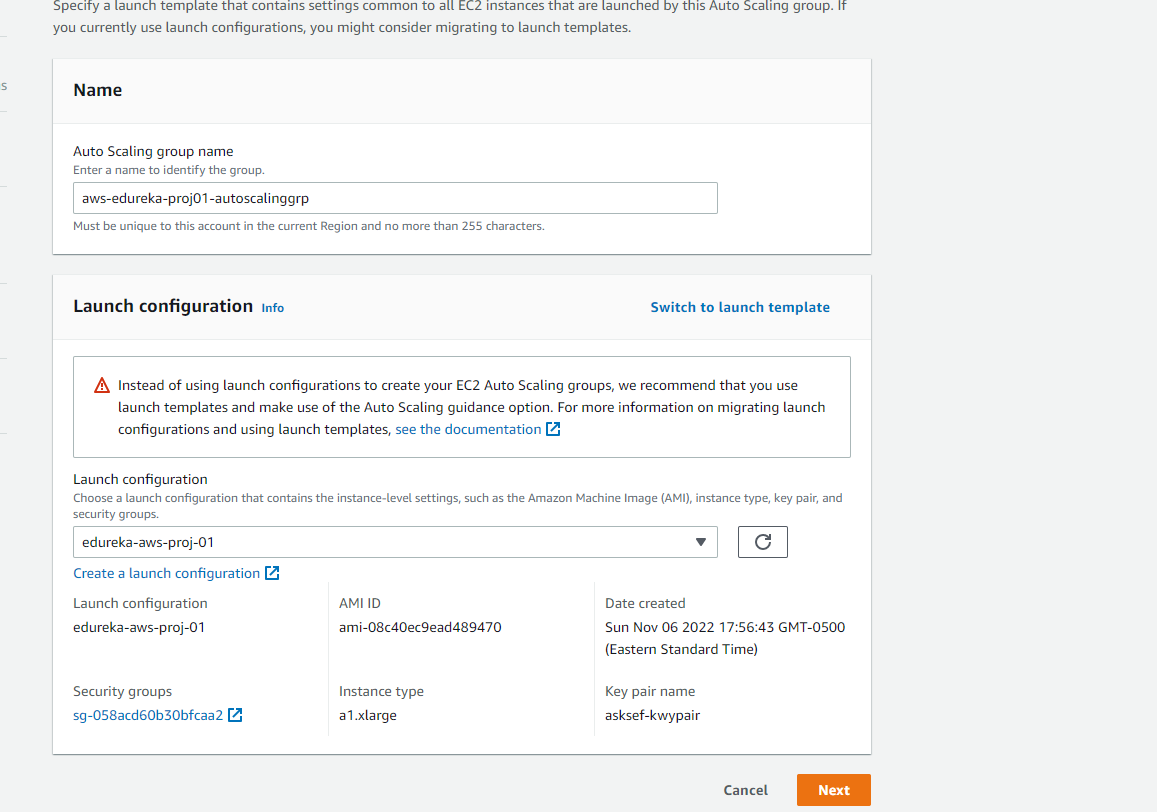 Specify a launch template that contains settings common to all EC2 instances that are launched by this Auto Scaling group. If
you currently use launch configurations, you might consider migrating to launch templates.
s
Name
Auto Scaling group name
Enter a name to identify the group.
aws-edureka-proj01-autoscalinggrp
Must be unique to this account in the current Region and no more than 255 characters.
Launch configuration Info
Switch to launch template
Instead of using launch configurations to create your EC2 Auto Scaling groups, we recommend that you use
launch templates and make use of the Auto Scaling guidance option. For more information on migrating launch
configurations and using launch templates, see the documentation
Launch configuration
Choose a launch configuration that contains the instance-level settings, such as the Amazon Machine Image (AMI), instance type, key pair, and
security groups.
edureka-aws-proj-01
Create a launch configuration
Launch configuration
edureka-aws-proj-01
AMI ID
ami-08c40ec9ead489470
Date created
Sun Nov 06 2022 17:56:43 GMT-0500
(Eastern Standard Time)
Security groups
sg-058acd60b30bfcaa2
Instance type
a1.xlarge
Key pair name
asksef-kwypair
Cancel
Next